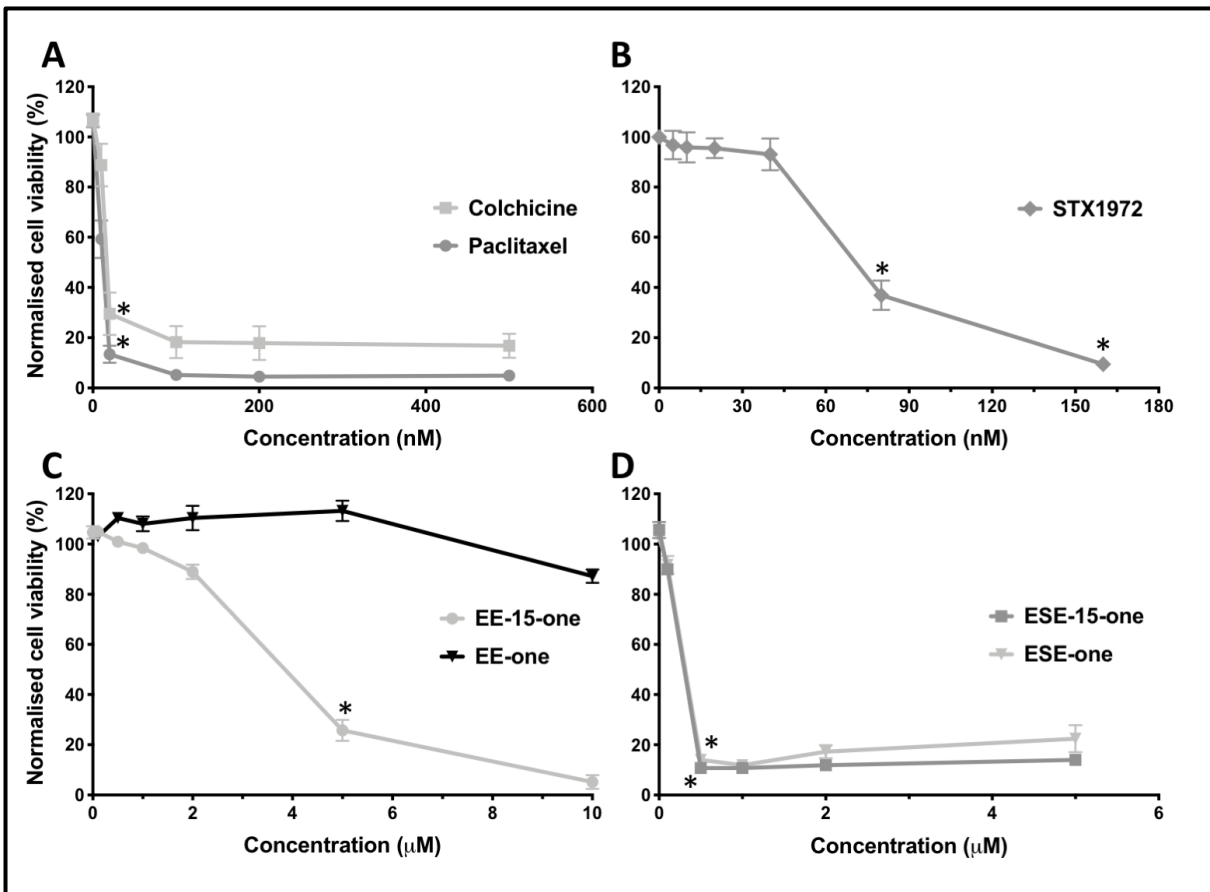 A
Normalised cell viability (%)
120
100
80
60
40
20
0
*
*
Colchicine
Paclitaxel
0 200 400 600
Concentration (nM)
B
120
100
80
60
40
20
0
*
*
STX1972
0 30 60 90 120 150 180
Concentration (nM)
C
Normalised cell viability (%)
120
100
80
60
40
20
0
*
EE-15-one
EE-one
0 2 4 6 8 10
Concentration (μM)
D
120
100
80
60
40
20
0
*
*
ESE-15-one
ESE-one
0 2 4 6
Concentration (μM)